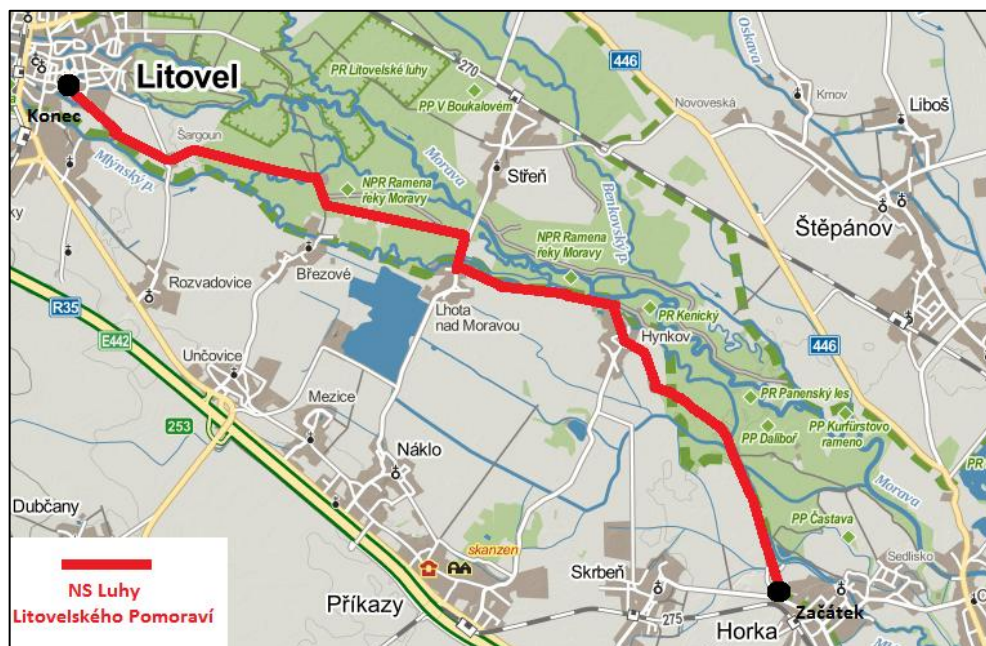 Litovel
Konec
Šargoun
Mlýnský p.
PR Litovelské luhy
PP V Boukalovém
270
446
Oskava
Krnov
Novoveská
Liboš
Morava
Střeň
NPR Ramena
řeky Moravy
Benkovský p.
Štěpánov
NPR Ramena
řeky Moravy
Březové
Rozvadovice
R35
E442
Lhota
nad Moravou
PR Kenický
Hynkov
446
Unčovice
Mezice
253
PR Panenský les
PP Kurfürstovo
rameno
PP Daliboř
Náklo
Morava
PR
Dubčany
PP Častava
skanzen
Sedlisko
Skrbeň
Příkazy
275
Horka
Začátek
NS Luhy
Litovelského Pomoraví